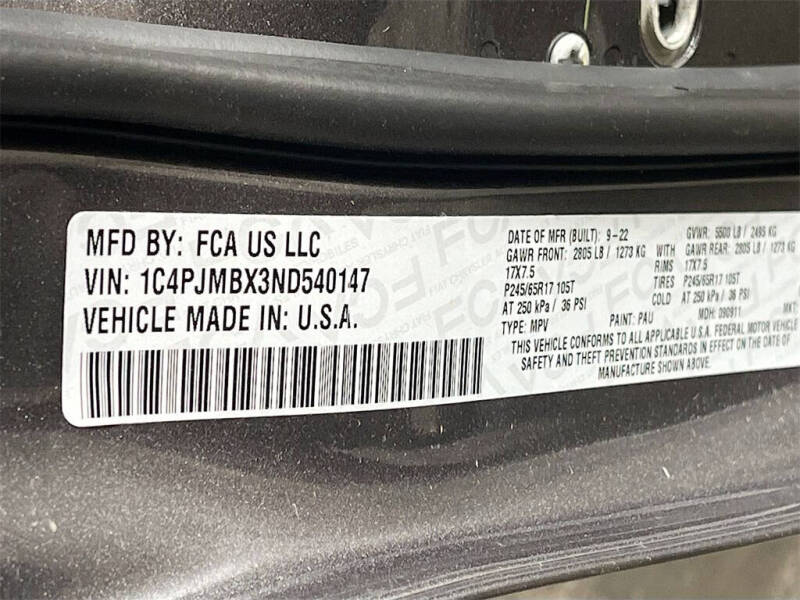 MFD BY: FCA US LLC
VIN: 1C4PJMBX3ND540147
VEHICLE MADE IN: U.S.A.
DATE OF MFR (BUILT): 9-22 GVWR: 5500 LB / 2495 KG
GAWR FRONT: 2805 LB / 1273 KG WITH GAWR REAR: 2805 LB / 1273 KG
17X7.5 RIMS 17X7.5
P245/65R17 105T TIRES P245/65R17 105T
AT 250 kPa / 36 PSI COLD AT 250 kPa / 36 PSI
TYPE: MPV PAINT: PAU MDH: 090911
THIS VEHICLE CONFORMS TO ALL APPLICABLE U.S.A. FEDERAL MOTOR VEHICLE
SAFETY AND THEFT PREVENTION STANDARDS IN EFFECT ON THE DATE OF
MANUFACTURE SHOWN ABOVE.